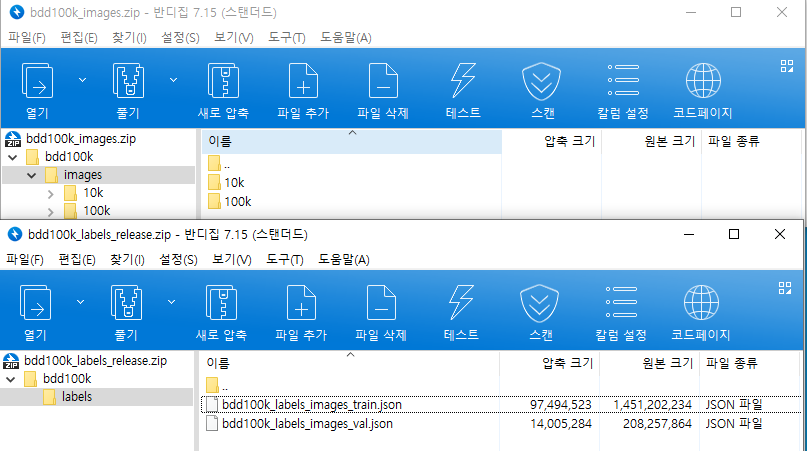 bdd100k_images.zip - 반디집 7.15 (스탠더드)
파일(F) 편집(E) 찾기(I) 설정(S) 보기(V) 도구(T) 도움말(A)
열기 풀기 새로 압축 파일 추가 파일 삭제 테스트 스캔 칼럼 설정 코드페이지
bdd100k_images.zip
bdd100k
images
10k
100k
이름 압축 크기 원본 크기 파일 종류
..
10k
100k
bdd100k_labels_release.zip - 반디집 7.15 (스탠더드)
파일(F) 편집(E) 찾기(I) 설정(S) 보기(V) 도구(T) 도움말(A)
열기 풀기 새로 압축 파일 추가 파일 삭제 테스트 스캔 칼럼 설정 코드페이지
bdd100k_labels_release.zip
bdd100k
labels
이름 압축 크기 원본 크기 파일 종류
..
bdd100k_labels_images_train.json 97,494,523 1,451,202,234 JSON 파일
bdd100k_labels_images_val.json 14,005,284 208,257,864 JSON 파일